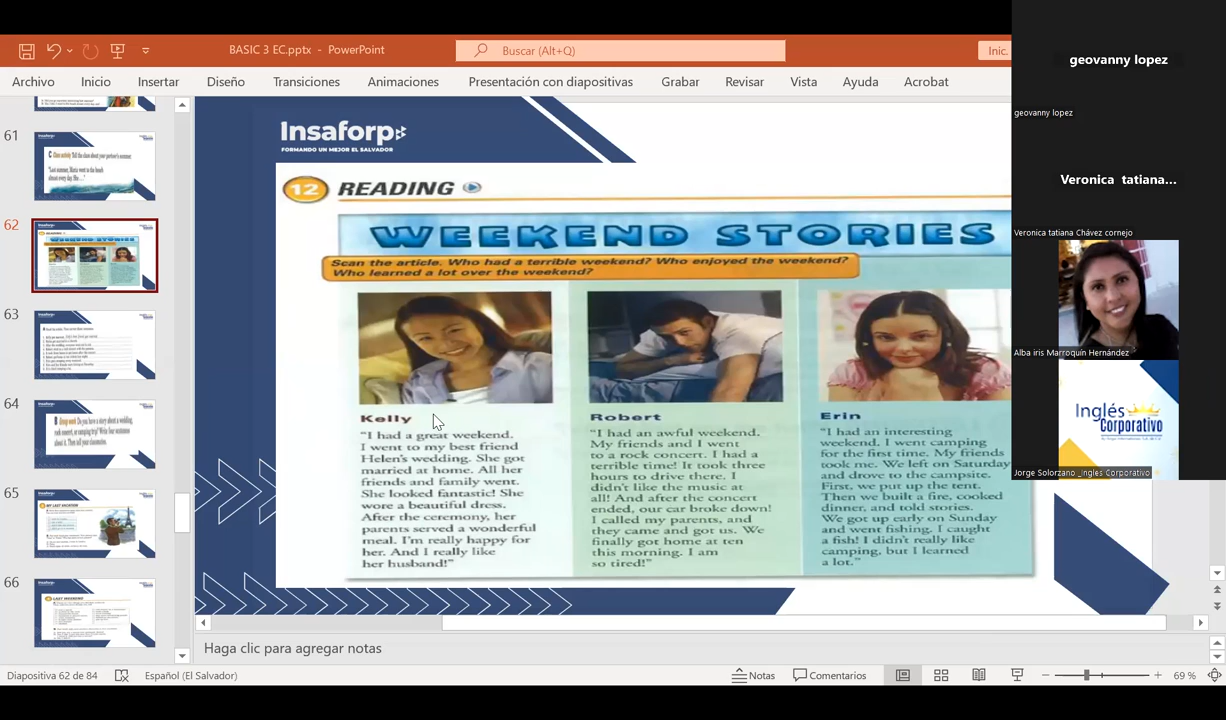 BASIC 3 EC.pptx - PowerPoint
Buscar (Alt+Q)
Inic.
Archivo Inicio Insertar Diseño Transiciones Animaciones Presentación con diapositivas Grabar Revisar Vista Ayuda Acrobat
61
62
63
64
65
66
Insaforp
FORMANDO UN MEJOR EL SALVADOR
12 READING
WEEKEND STORIES
Scan the article. Who had a terrible weekend? Who enjoyed the weekend?
Who learned a lot over the weekend?
Kelly
"I had a great weekend.
I went to my best friend
Helen's wedding. She got
married at home. All her
friends and family went.
She looked fantastic! She
wore a beautiful dress.
After the ceremony, her
parents served a wonderful
meal. I'm really happy for
her. And I really like
her husband!"
Robert
"I had an awful weekend.
My friends and I went
to a rock concert. I had a
terrible time! It took three
hours to drive there. I
didn't like the music at
all! And after the concert
ended, our car broke down!
I called my parents, and
they came and got us. We
finally got home at ten
this morning. I am
so tired!"
Erin
"I had an interesting
weekend. I went camping
for the first time. My friends
took me. We left on Saturday
and drove to the campsite.
First, we put up the tent.
Then we built a fire, cooked
dinner, and told stories.
We got up early on Sunday
and went fishing. I caught
a fish! I didn't really like
camping, but I learned
a lot."
geovanny lopez
geovanny lopez
Veronica tatiana...
Veronica tatiana Chávez cornejo
Alba iris Marroquín Hernández
Inglés
Corporativo
Jorge Solorzano _ingles Corporativo
Haga clic para agregar notas
Diapositiva 62 de 84 Español (El Salvador) Notas Comentarios 69 %